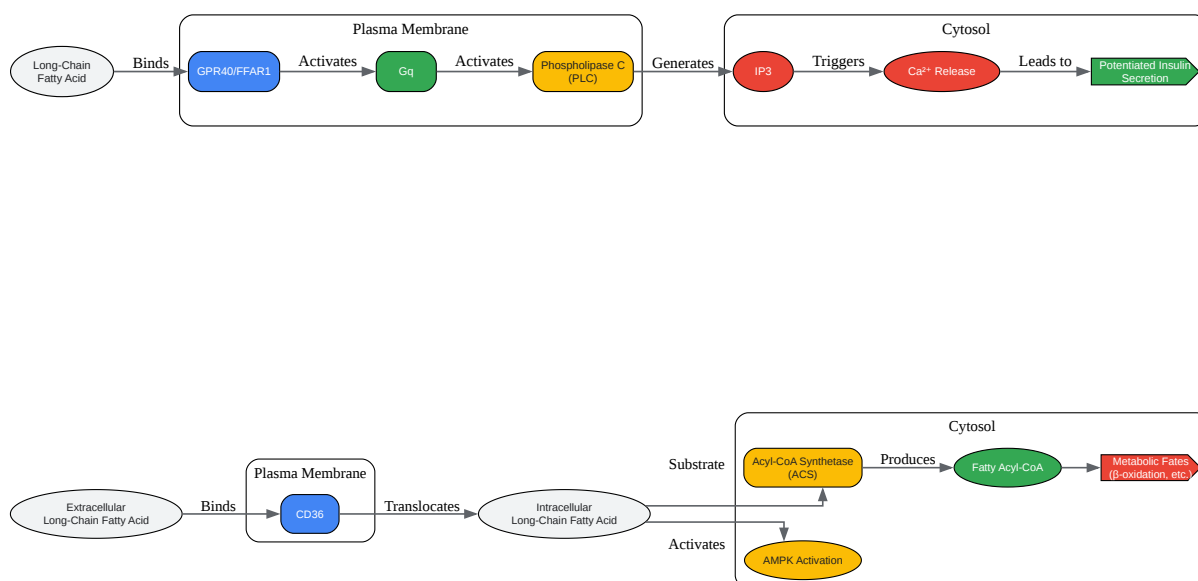 Plasma Membrane
Cytosol
Long-Chain
Fatty Acid
Binds
GPR40/FFAR1
Activates
Gq
Activates
Phospholipase C
(PLC)
Generates
IP3
Triggers
Ca²⁺ Release
Leads to
Potentiated Insulin
Secretion
Cytosol
Plasma Membrane
Substrate
Acyl-CoA Synthetase
(ACS)
Produces
Fatty Acyl-CoA
Metabolic Fates
(β-oxidation, etc.)
Extracellular
Long-Chain Fatty Acid
Binds
CD36
Translocates
Intracellular
Long-Chain Fatty Acid
Activates
AMPK Activation